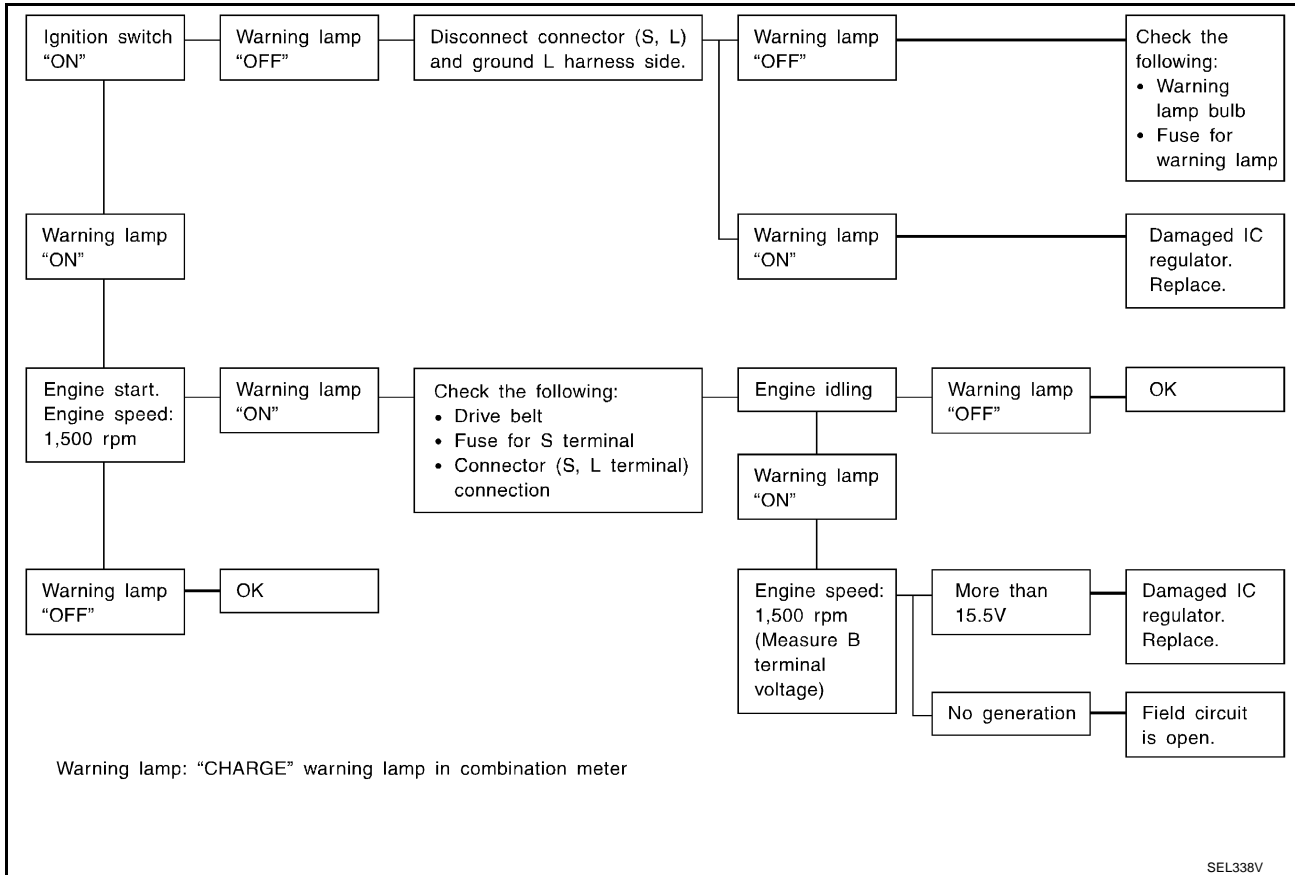 Ignition switch
“ON”
Warning lamp
“OFF”
Disconnect connector (S, L)
and ground L harness side.
Warning lamp
“OFF”
Check the
following:
• Warning
lamp bulb
• Fuse for
warning lamp
Warning lamp
“ON”
Warning lamp
“ON”
Damaged IC
regulator.
Replace.
Engine start.
Engine speed:
1,500 rpm
Warning lamp
“ON”
Check the following:
• Drive belt
• Fuse for S terminal
• Connector (S, L terminal)
connection
Engine idling
Warning lamp
“OFF”
OK
Warning lamp
“ON”
Warning lamp
“OFF”
OK
Engine speed:
1,500 rpm
(Measure B
terminal
voltage)
More than
15.5V
Damaged IC
regulator.
Replace.
No generation
Field circuit
is open.
Warning lamp: “CHARGE” warning lamp in combination meter
SEL338V